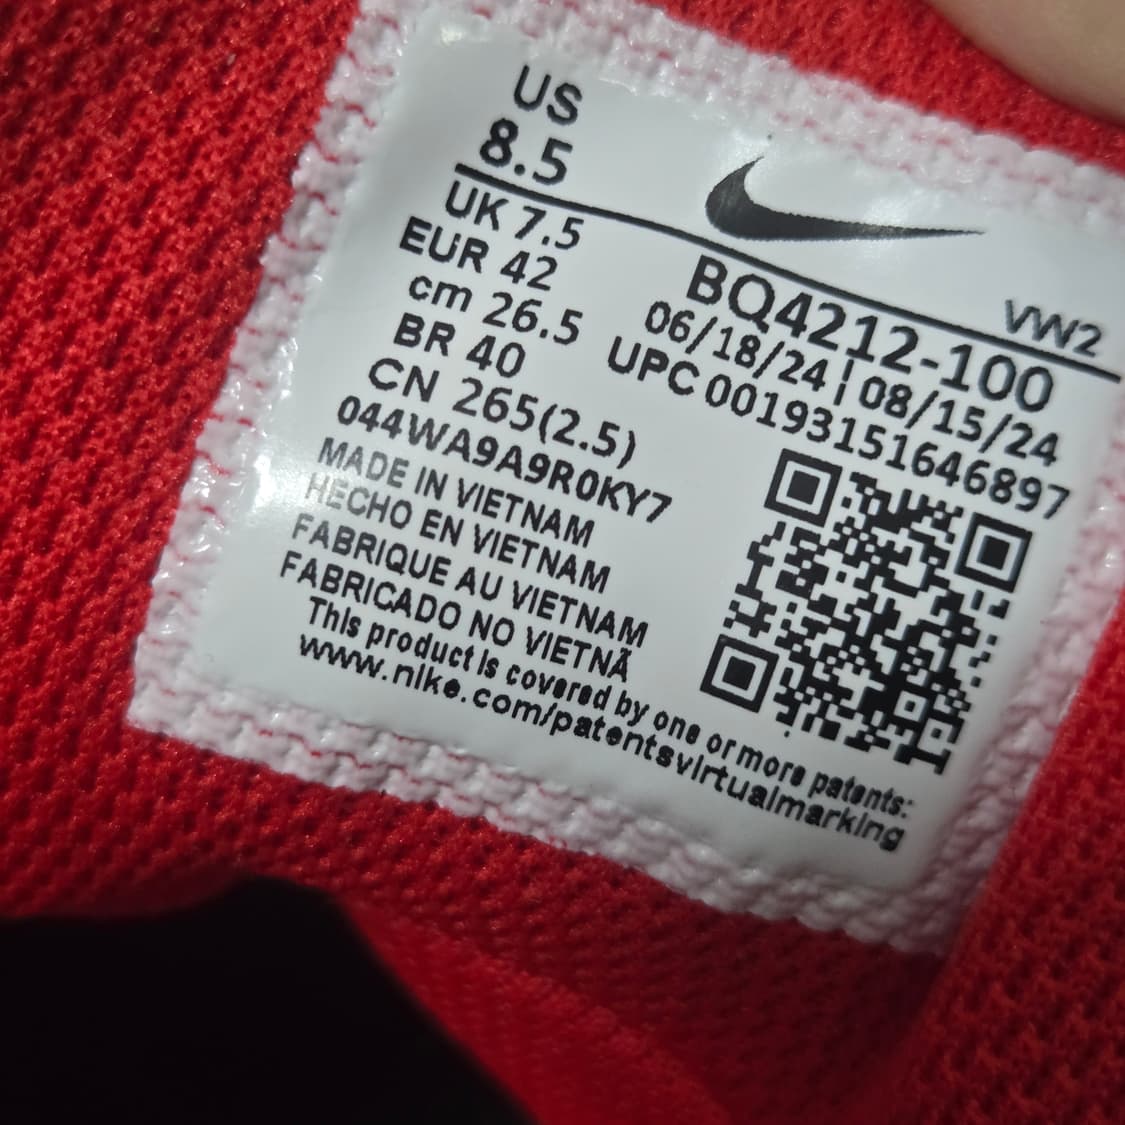 US
8.5
UK 7.5
EUR 42
cm 26.5
BR 40
CN 265(2.5)
044WA9A9R0KY7
MADE IN VIETNAM
HECHO EN VIETNAM
FABRIQUE AU VIETNAM
FABRICADO NO VIETNÃ
This product is covered by one or more patents:
www.nike.com/patentsvirtualmarking
VW2
BQ4212-100
06/18/24 | 08/15/24
UPC 00193151646897